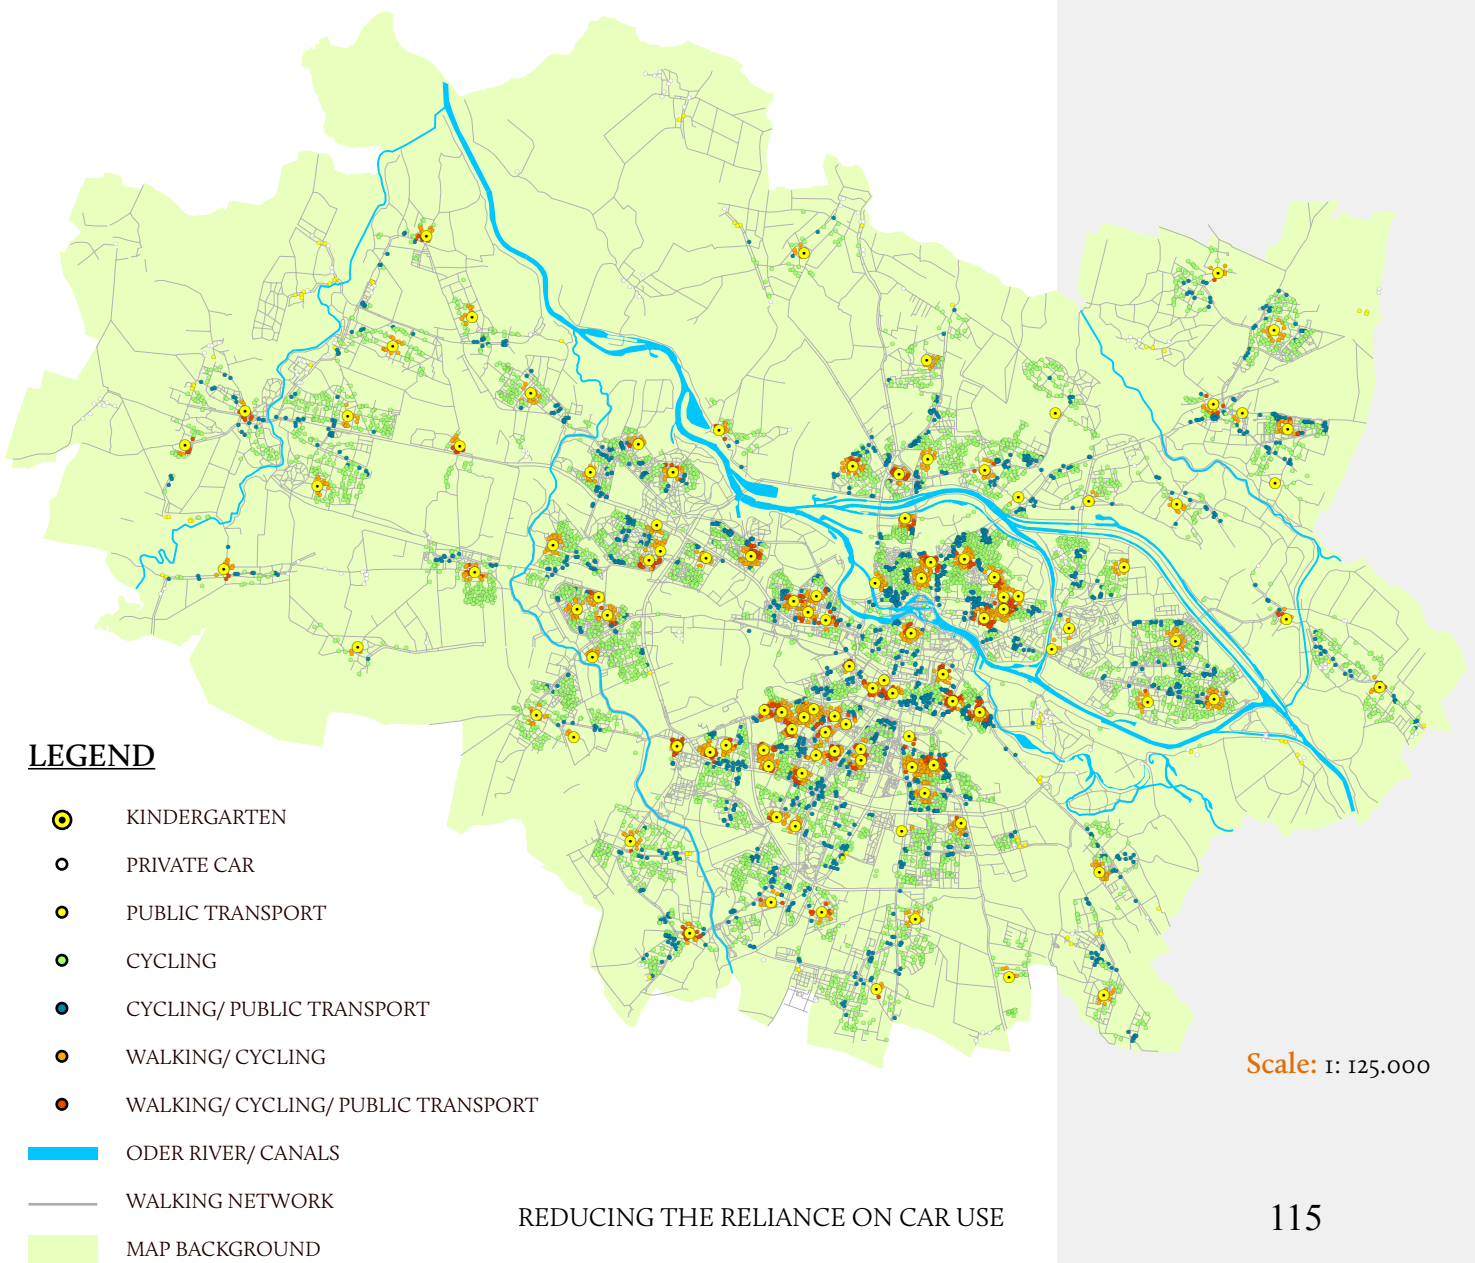 LEGEND
KINDERGARTEN
PRIVATE CAR
PUBLIC TRANSPORT
CYCLING
CYCLING/ PUBLIC TRANSPORT
WALKING/ CYCLING
WALKING/ CYCLING/ PUBLIC TRANSPORT
ODER RIVER/ CANALS
WALKING NETWORK
MAP BACKGROUND
Scale: 1: 125.000
REDUCING THE RELIANCE ON CAR USE
115